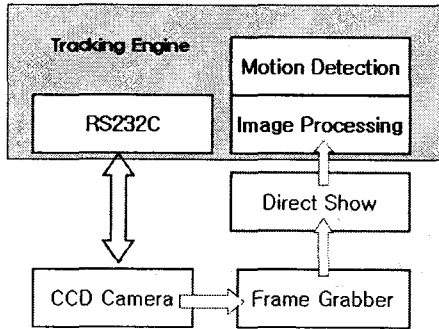 Tracking Engine
Motion Detection
RS232C
Image Processing
Direct Show
CCD Camera
Frame Grabber